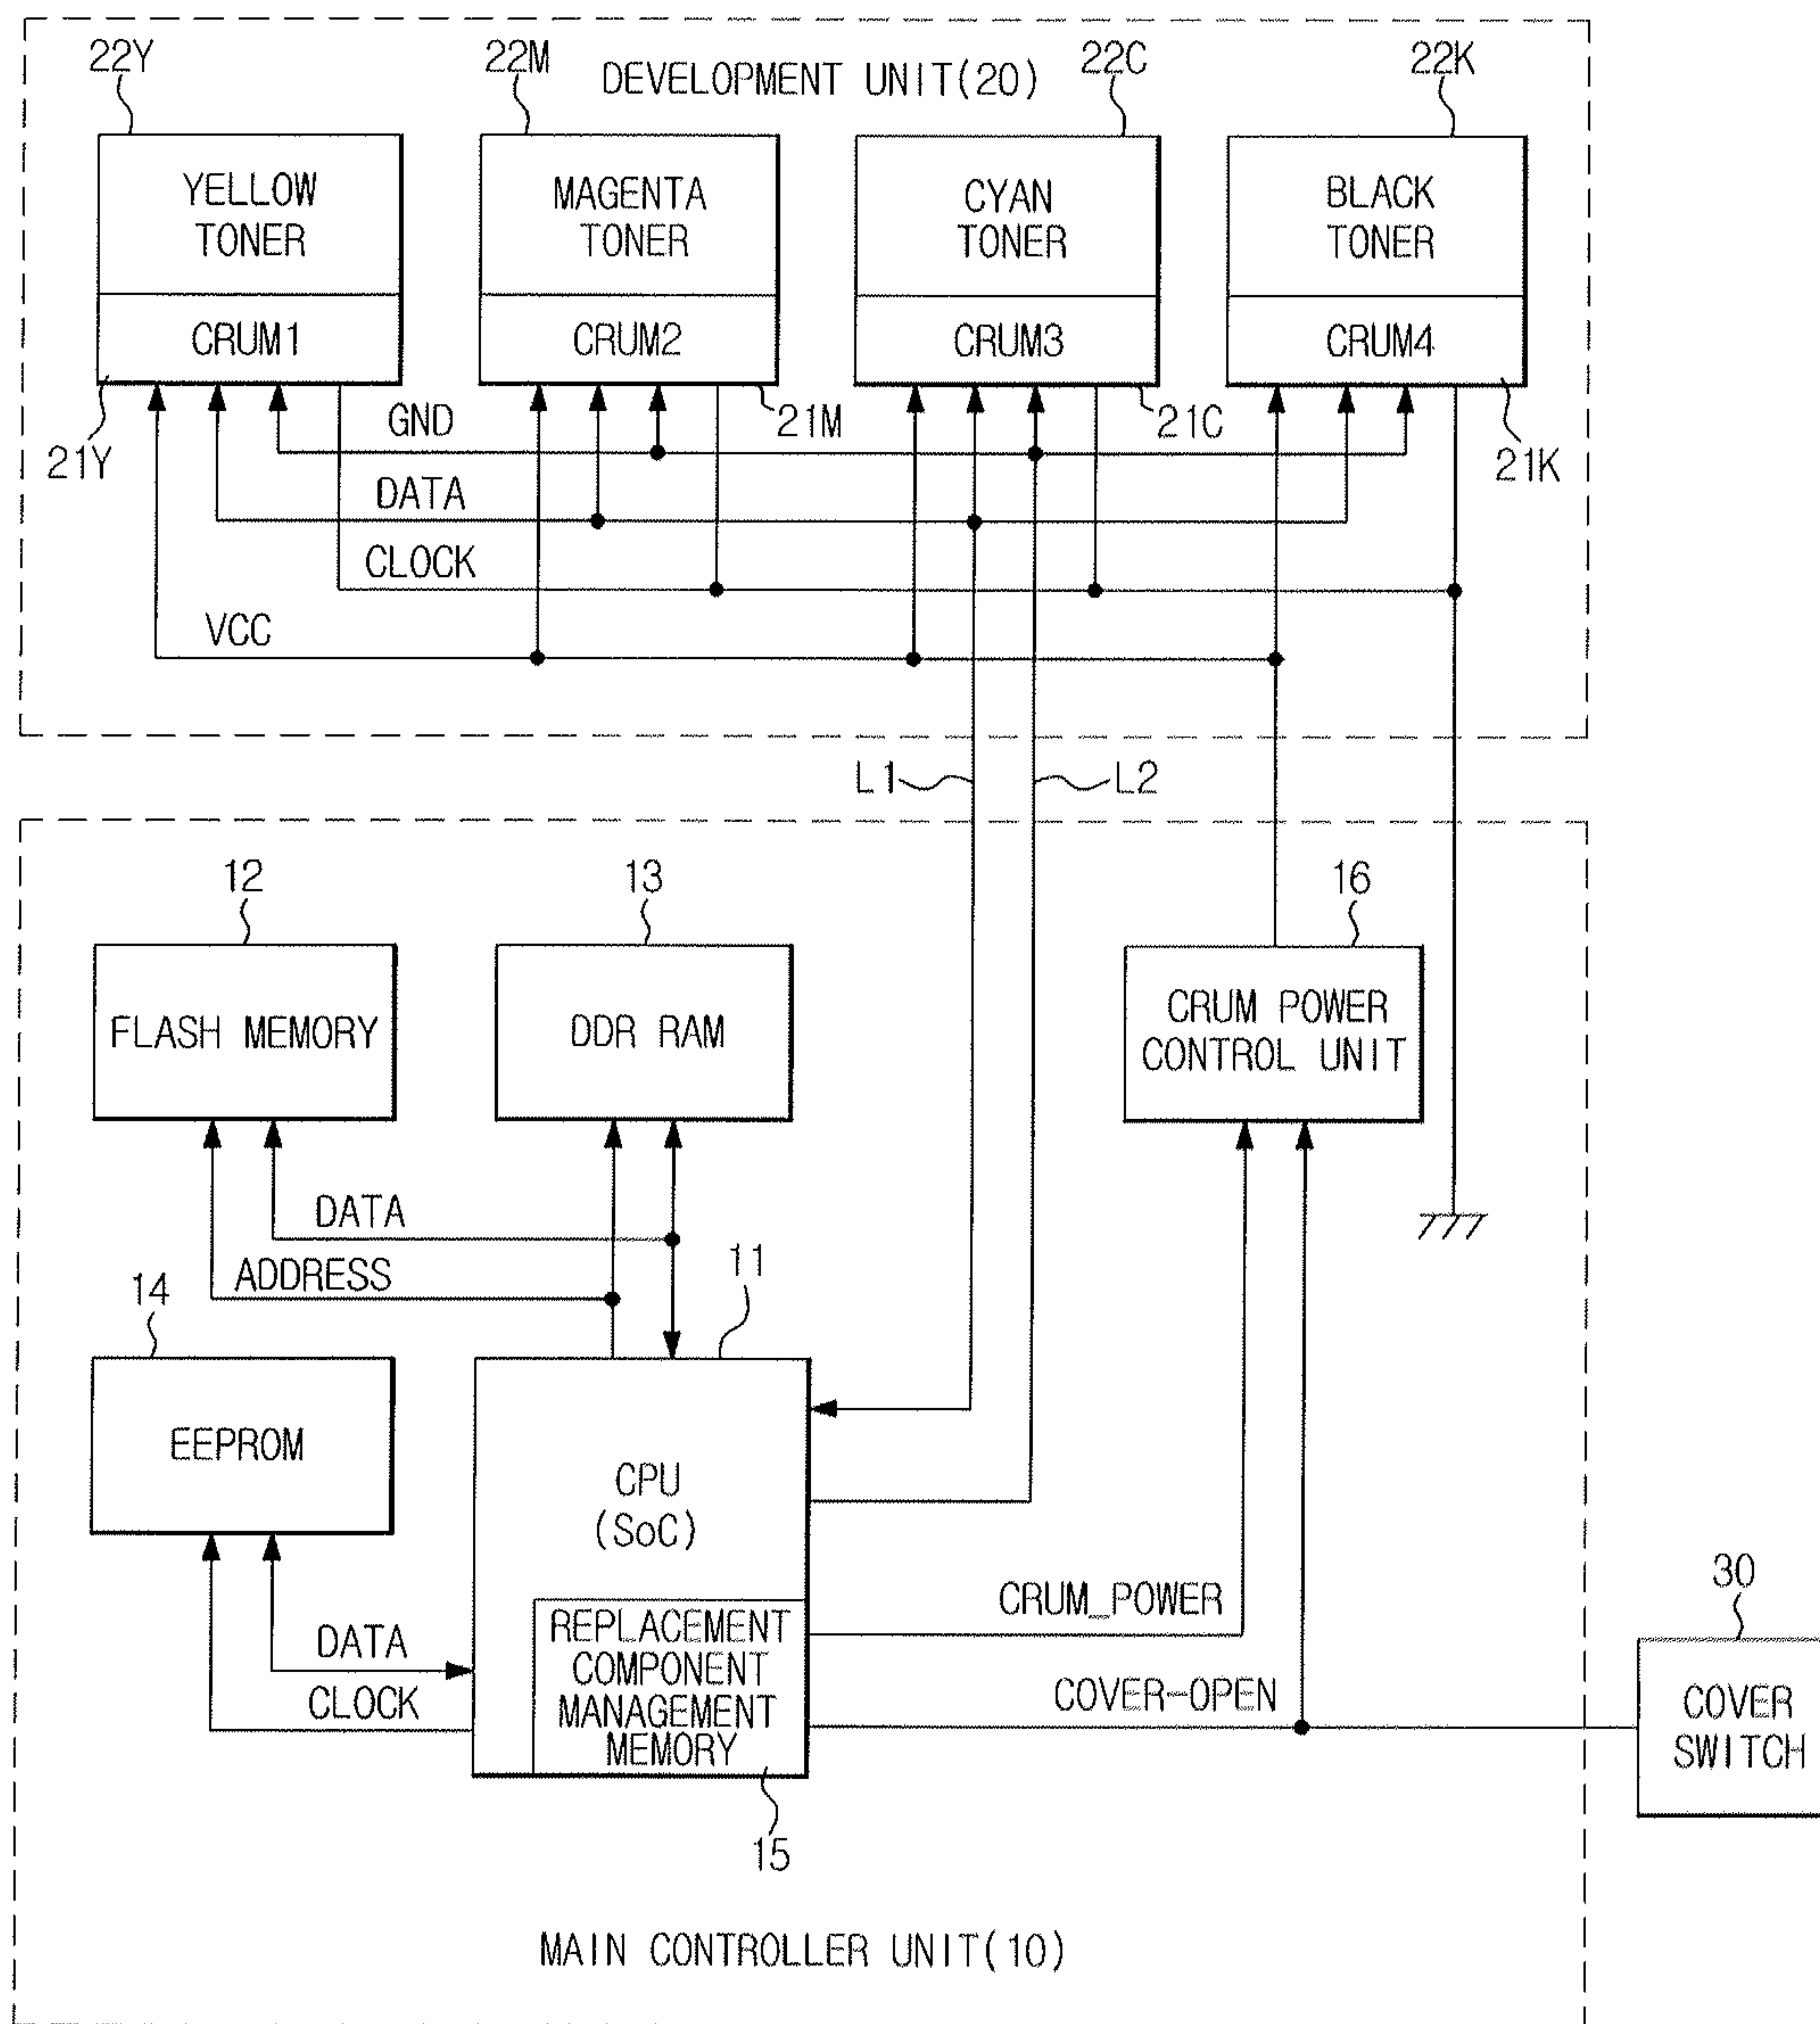 22Y
22M
22C
22K
DEVELOPMENT UNIT(20)
YELLOW
TONER
MAGENTA
TONER
CYAN
TONER
BLACK
TONER
CRUM1
CRUM2
CRUM3
CRUM4
21Y
21M
21C
21K
GND
DATA
CLOCK
VCC
L1
L2
12
13
16
FLASH MEMORY
DDR RAM
CRUM POWER
CONTROL UNIT
DATA
ADDRESS
14
11
EEPROM
CPU
(SoC)
DATA
CLOCK
REPLACEMENT
COMPONENT
MANAGEMENT
MEMORY
15
CRUM_POWER
COVER-OPEN
30
COVER
SWITCH
MAIN CONTROLLER UNIT(10)